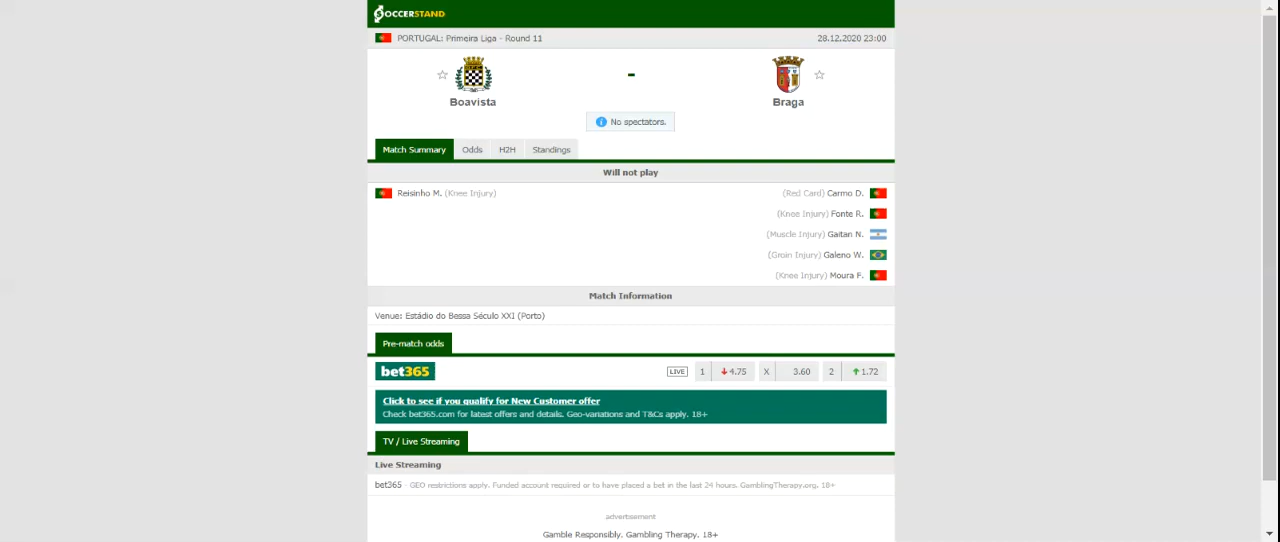 SOCCERSTAND
PORTUGAL: Primeira Liga - Round 11 28.12.2020 23:00
-
Boavista Braga
No spectators.
Match Summary Odds H2H Standings
Will not play
Reisinho M. (Knee Injury) (Red Card) Carmo D.
(Knee Injury) Fonte R.
(Muscle Injury) Gaitan N.
(Groin Injury) Galeno W.
(Knee Injury) Moura F.
Match Information
Venue: Estádio do Bessa Século XXI (Porto)
Pre-match odds
bet365 LIVE 1 4.75 X 3.60 2 1.72
Click to see if you qualify for New Customer offer
Check bet365.com for latest offers and details. Geo-variations and T&Cs apply. 18+
TV / Live Streaming
Live Streaming
bet365 - GEO restrictions apply. Funded account required or to have placed a bet in the last 24 hours. GamblingTherapy.org. 18+
advertisement
Gamble Responsibly. Gambling Therapy. 18+